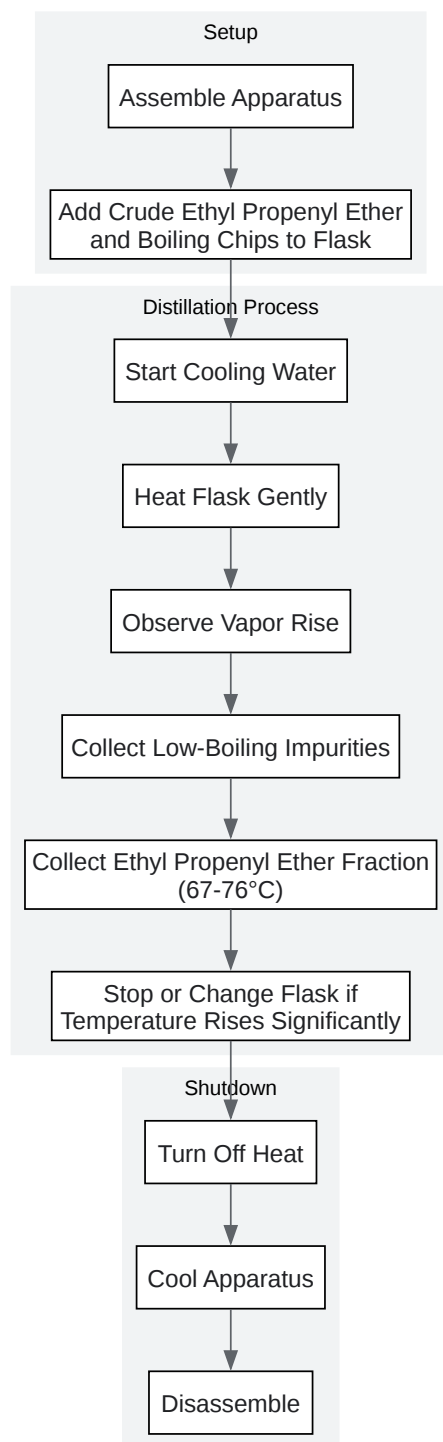 Setup
Assemble Apparatus
Add Crude Ethyl Propenyl Ether
and Boiling Chips to Flask
Distillation Process
Start Cooling Water
Heat Flask Gently
Observe Vapor Rise
Collect Low-Boiling Impurities
Collect Ethyl Propenyl Ether Fraction
(67-76°C)
Stop or Change Flask if
Temperature Rises Significantly
Shutdown
Turn Off Heat
Cool Apparatus
Disassemble